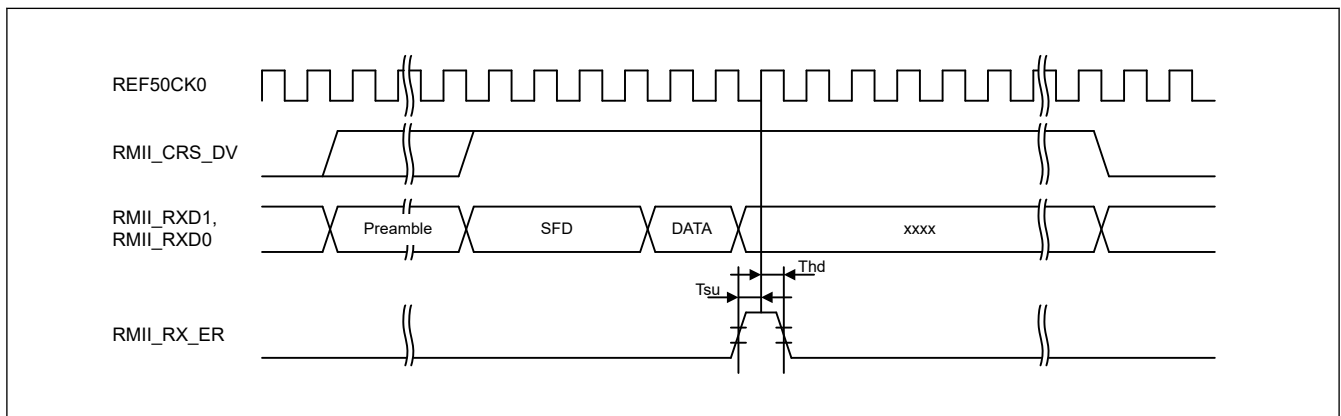 REF50CK0
RMII_CRS_DV
RMII_RXD1,
RMII_RXD0
Preamble
SFD
DATA
xxxx
Thd
Tsu
RMII_RX_ER